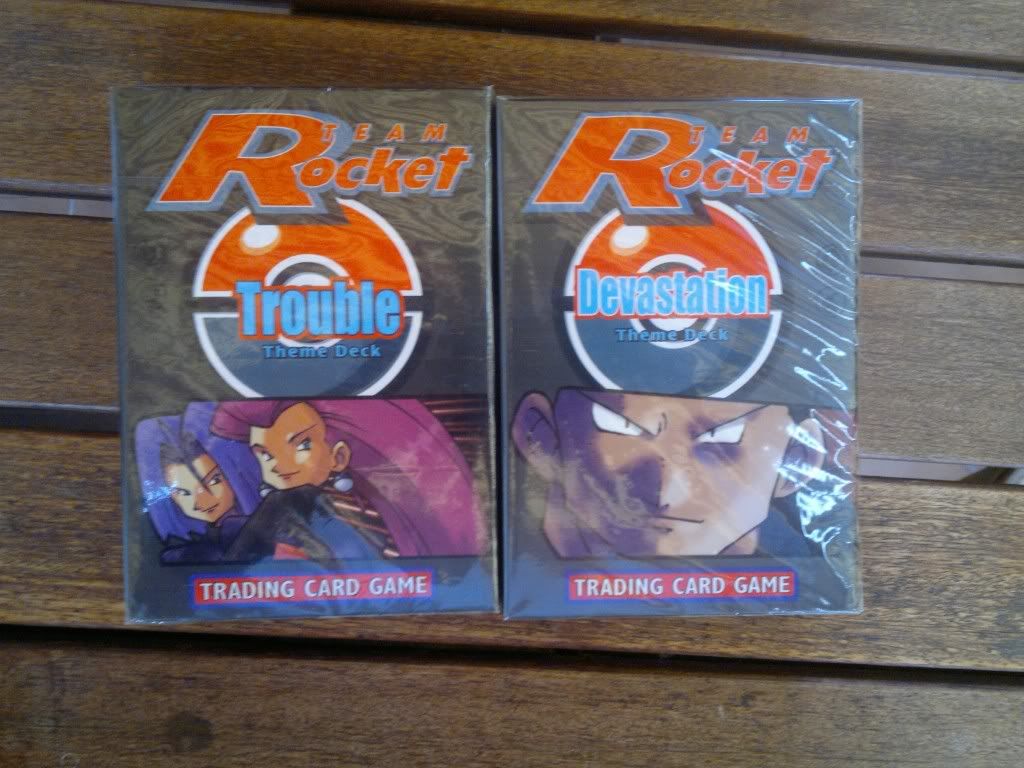 TEAM
Rocket
Trouble
Theme Deck
TRADING CARD GAME
TEAM
Rocket
Devastation
Theme Deck
TRADING CARD GAME